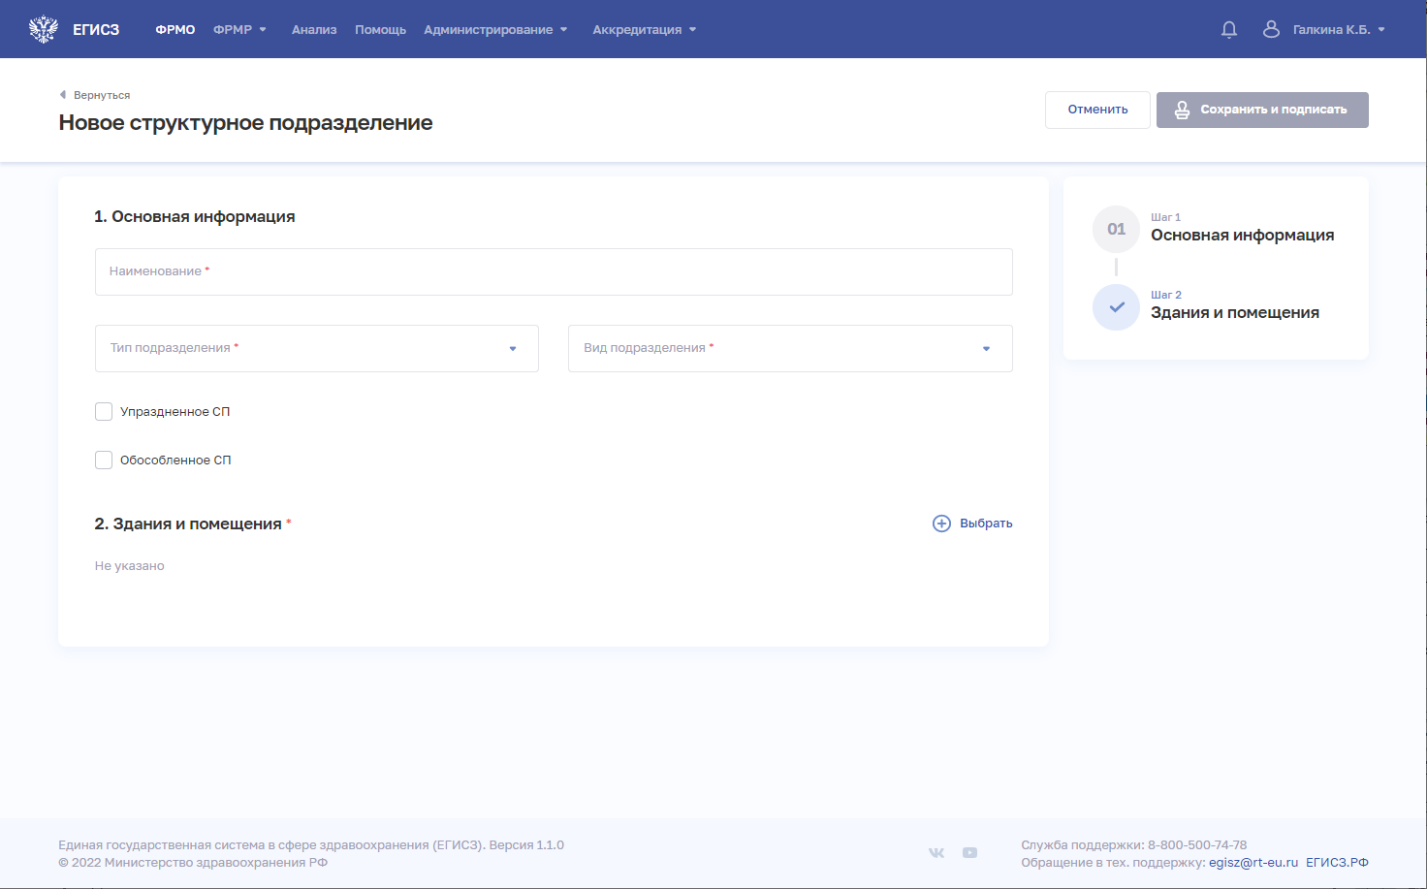 ЕГИСЗ ФРМО ФРМР Анализ Помощь Администрирование Аккредитация Галкина К.Б.
Вернуться
Новое структурное подразделение
Отменить
Сохранить и подписать
1. Основная информация
Наименование *
Тип подразделения *
Вид подразделения *
Упраздненное СП
Обособленное СП
2. Здания и помещения *
Выбрать
Не указано
01
Шаг 1
Основная информация
Шаг 2
Здания и помещения
Единая государственная система в сфере здравоохранения (ЕГИСЗ). Версия 1.1.0
© 2022 Министерство здравоохранения РФ
Служба поддержки: 8-800-500-74-78
Обращение в тех. поддержку: egisz@rt-eu.ru ЕГИСЗ.РФ